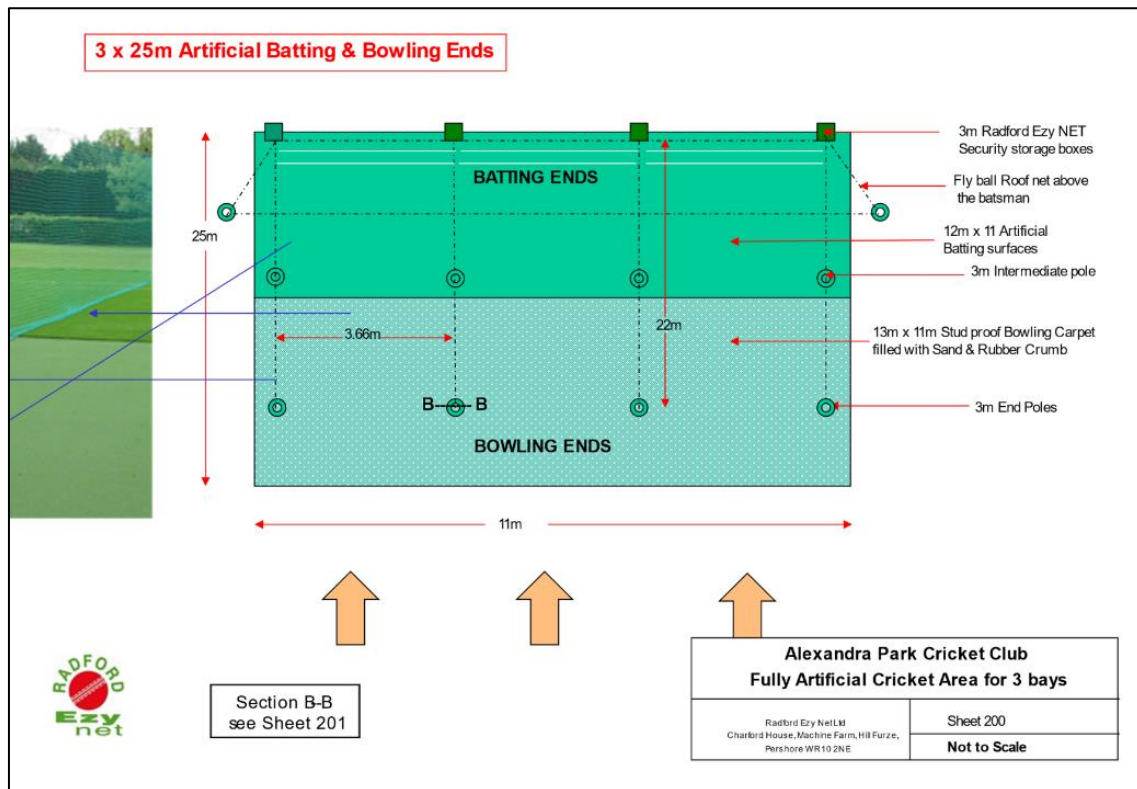 3 x 25m Artificial Batting & Bowling Ends
3m Radford Ezy NET
Security storage boxes
BATTING ENDS
Fly ball Roof net above
the batsman
25m
12m x 11 Artificial
Batting surfaces
3m Intermediate pole
3.66m
22m
13m x 11m Stud proof Bowling Carpet
filled with Sand & Rubber Crumb
B
B
3m End Poles
BOWLING ENDS
11m
RADFORD
Ezy
net
Section B-B
see Sheet 201
Alexandra Park Cricket Club
Fully Artificial Cricket Area for 3 bays
Radford Ezy Net Ltd
Charford House, Machine Farm, Hill Furze,
Pershore WR10 2NE
Sheet 200
Not to Scale